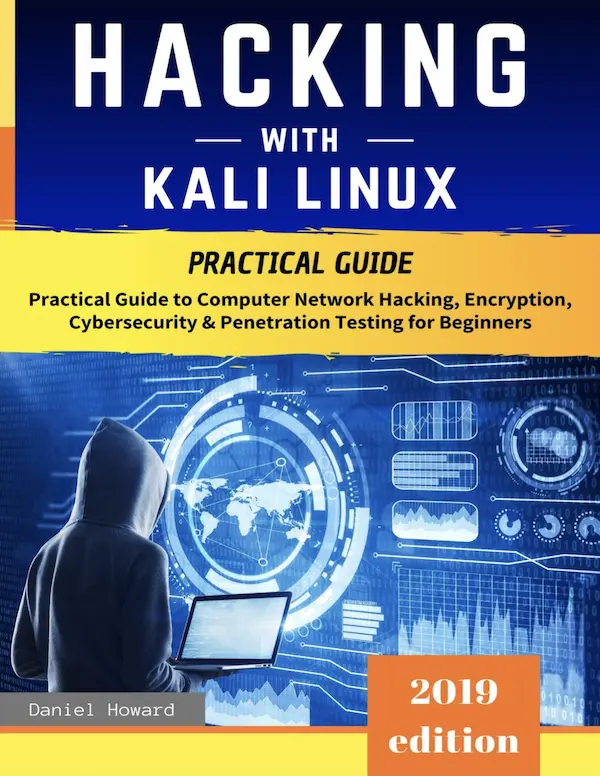 HACKING
WITH
KALI LINUX
PRACTICAL GUIDE
Practical Guide to Computer Network Hacking, Encryption,
Cybersecurity & Penetration Testing for Beginners
Daniel Howard
2019
edition